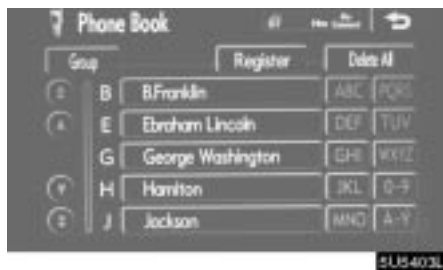 Phone Book
Group Register Delete All
B B.Franklin ABC PQRS
E Ebraham Lincoln DEF TUV
G George Washington GHI WXYZ
H Hamilton JKL 0-9
J Jackson MNO A-Y
SU5403L